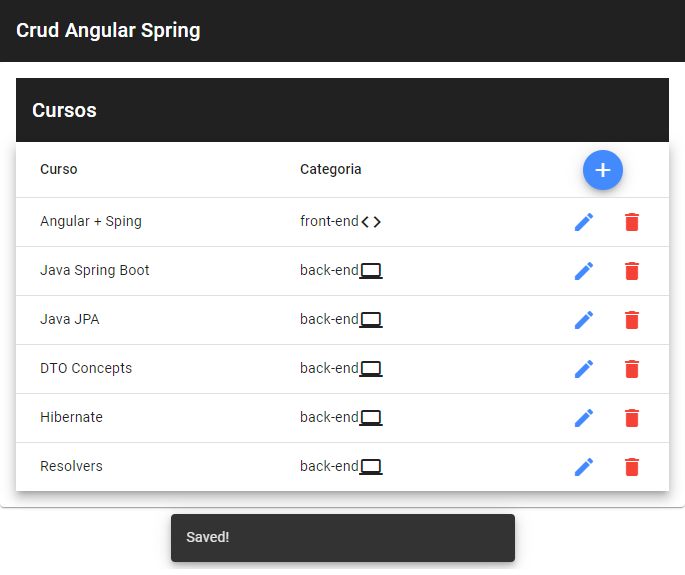 Crud Angular Spring
Cursos
Curso Categoria
Angular + Sping front-end
Java Spring Boot back-end
Java JPA back-end
DTO Concepts back-end
Hibernate back-end
Resolvers back-end
Saved!